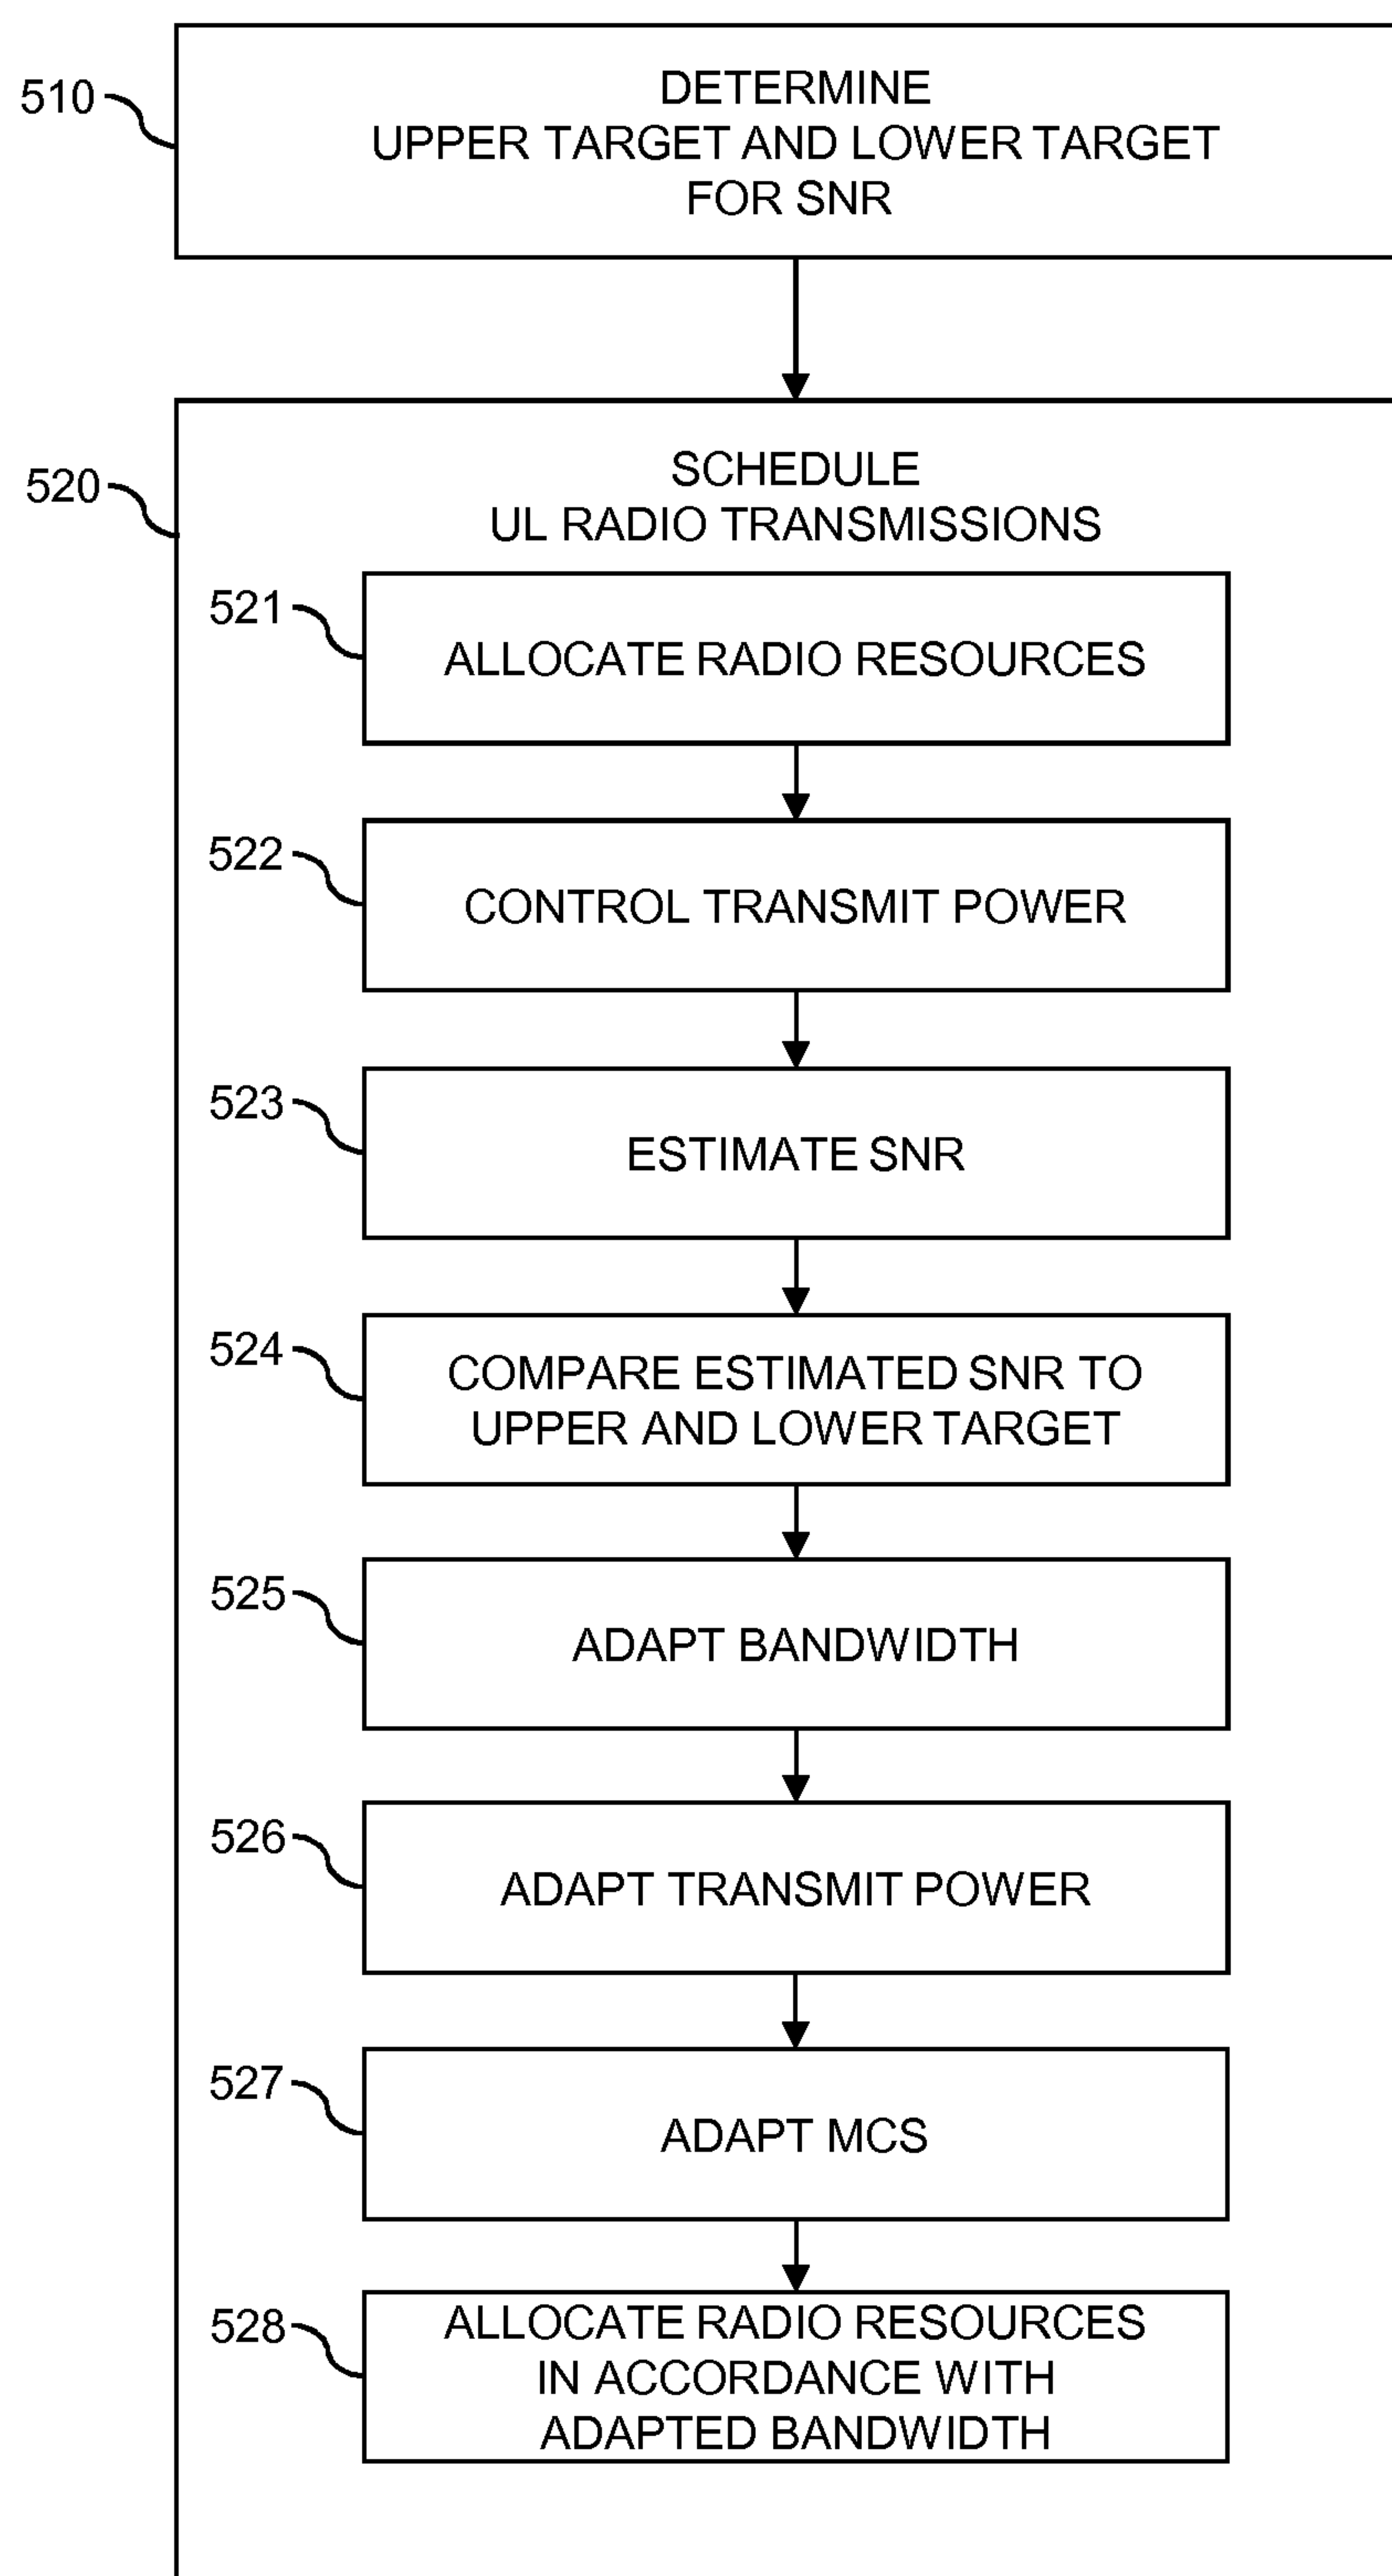 510
DETERMINE
UPPER TARGET AND LOWER TARGET
FOR SNR
520
SCHEDULE
UL RADIO TRANSMISSIONS
521
ALLOCATE RADIO RESOURCES
522
CONTROL TRANSMIT POWER
523
ESTIMATE SNR
524
COMPARE ESTIMATED SNR TO
UPPER AND LOWER TARGET
525
ADAPT BANDWIDTH
526
ADAPT TRANSMIT POWER
527
ADAPT MCS
528
ALLOCATE RADIO RESOURCES
IN ACCORDANCE WITH
ADAPTED BANDWIDTH